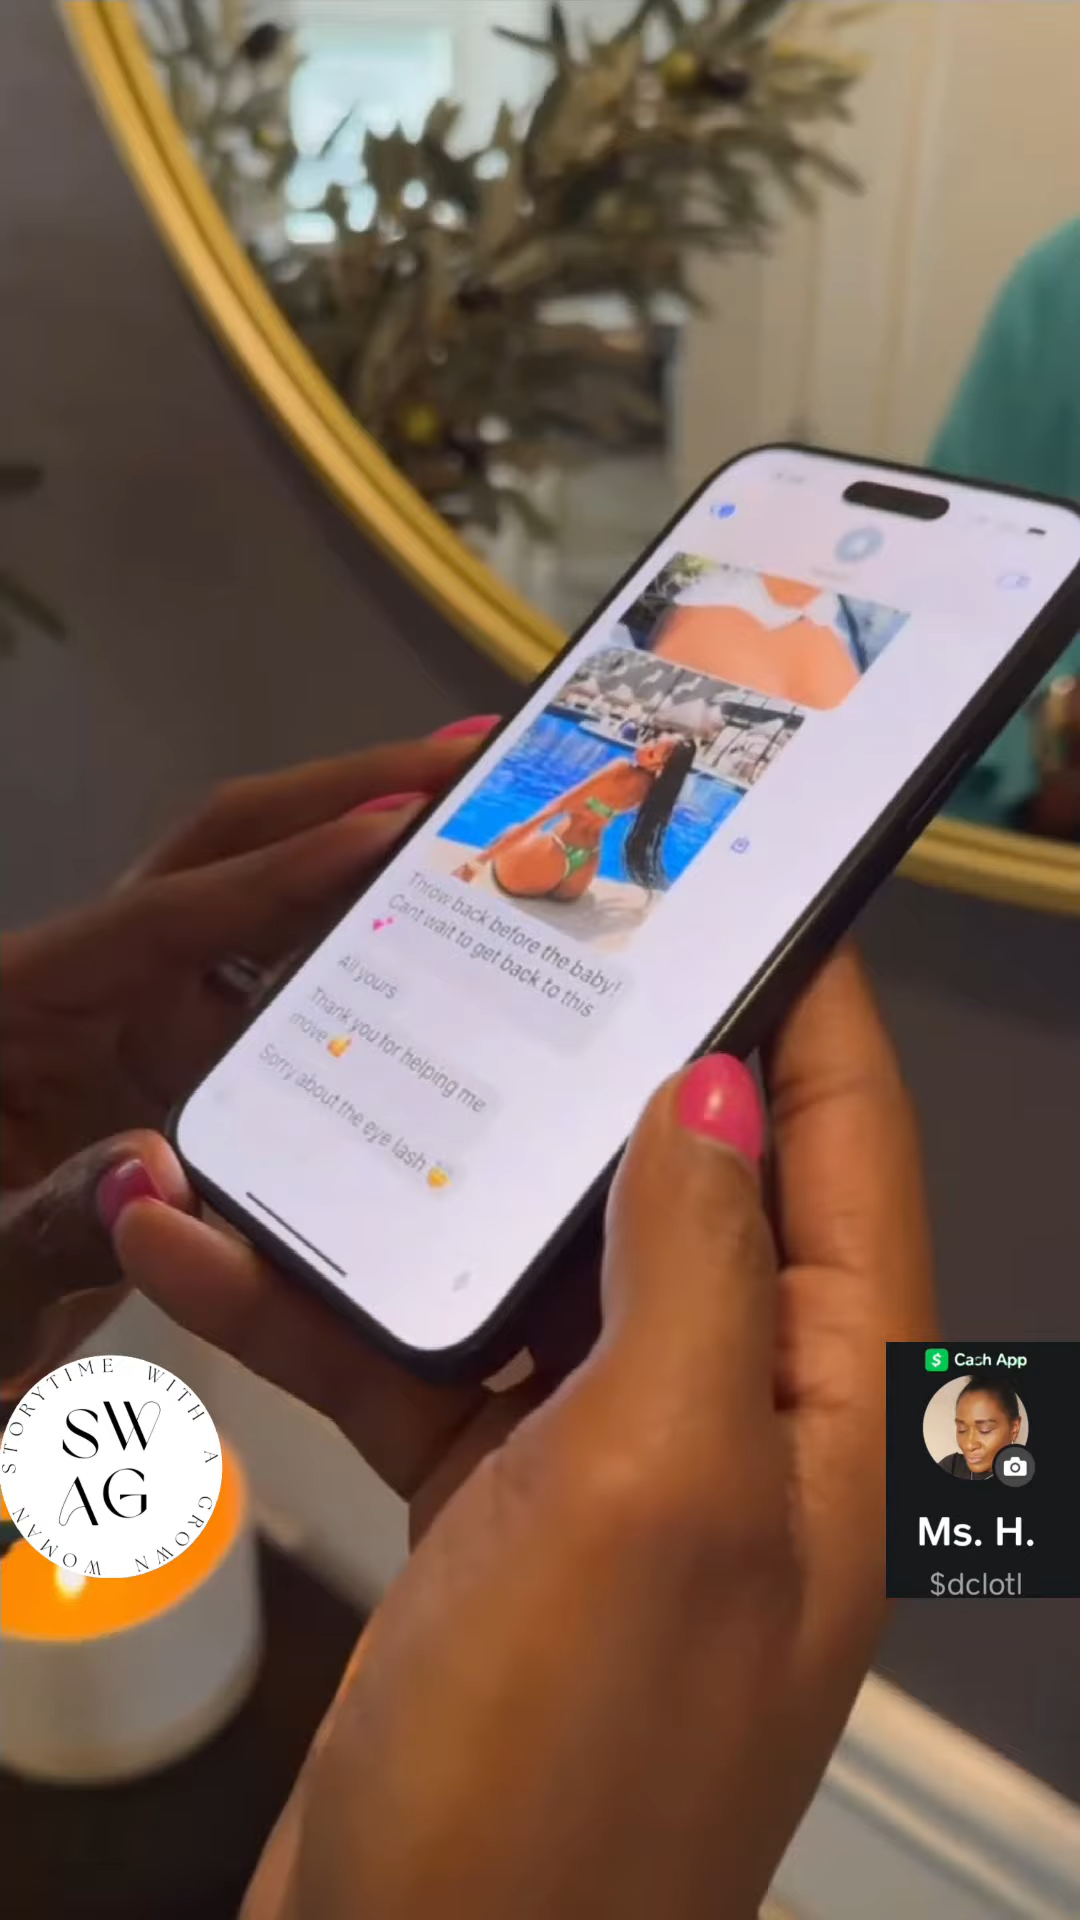 Throw back before the baby!
Cant wait to get back to this
💕
All yours
Thank you for helping me
move 🥰
Sorry about the eye lash
STORYTIME WITH A GROWN WOMAN
SW
AG
$ Cash App
Ms. H.
$dclotl